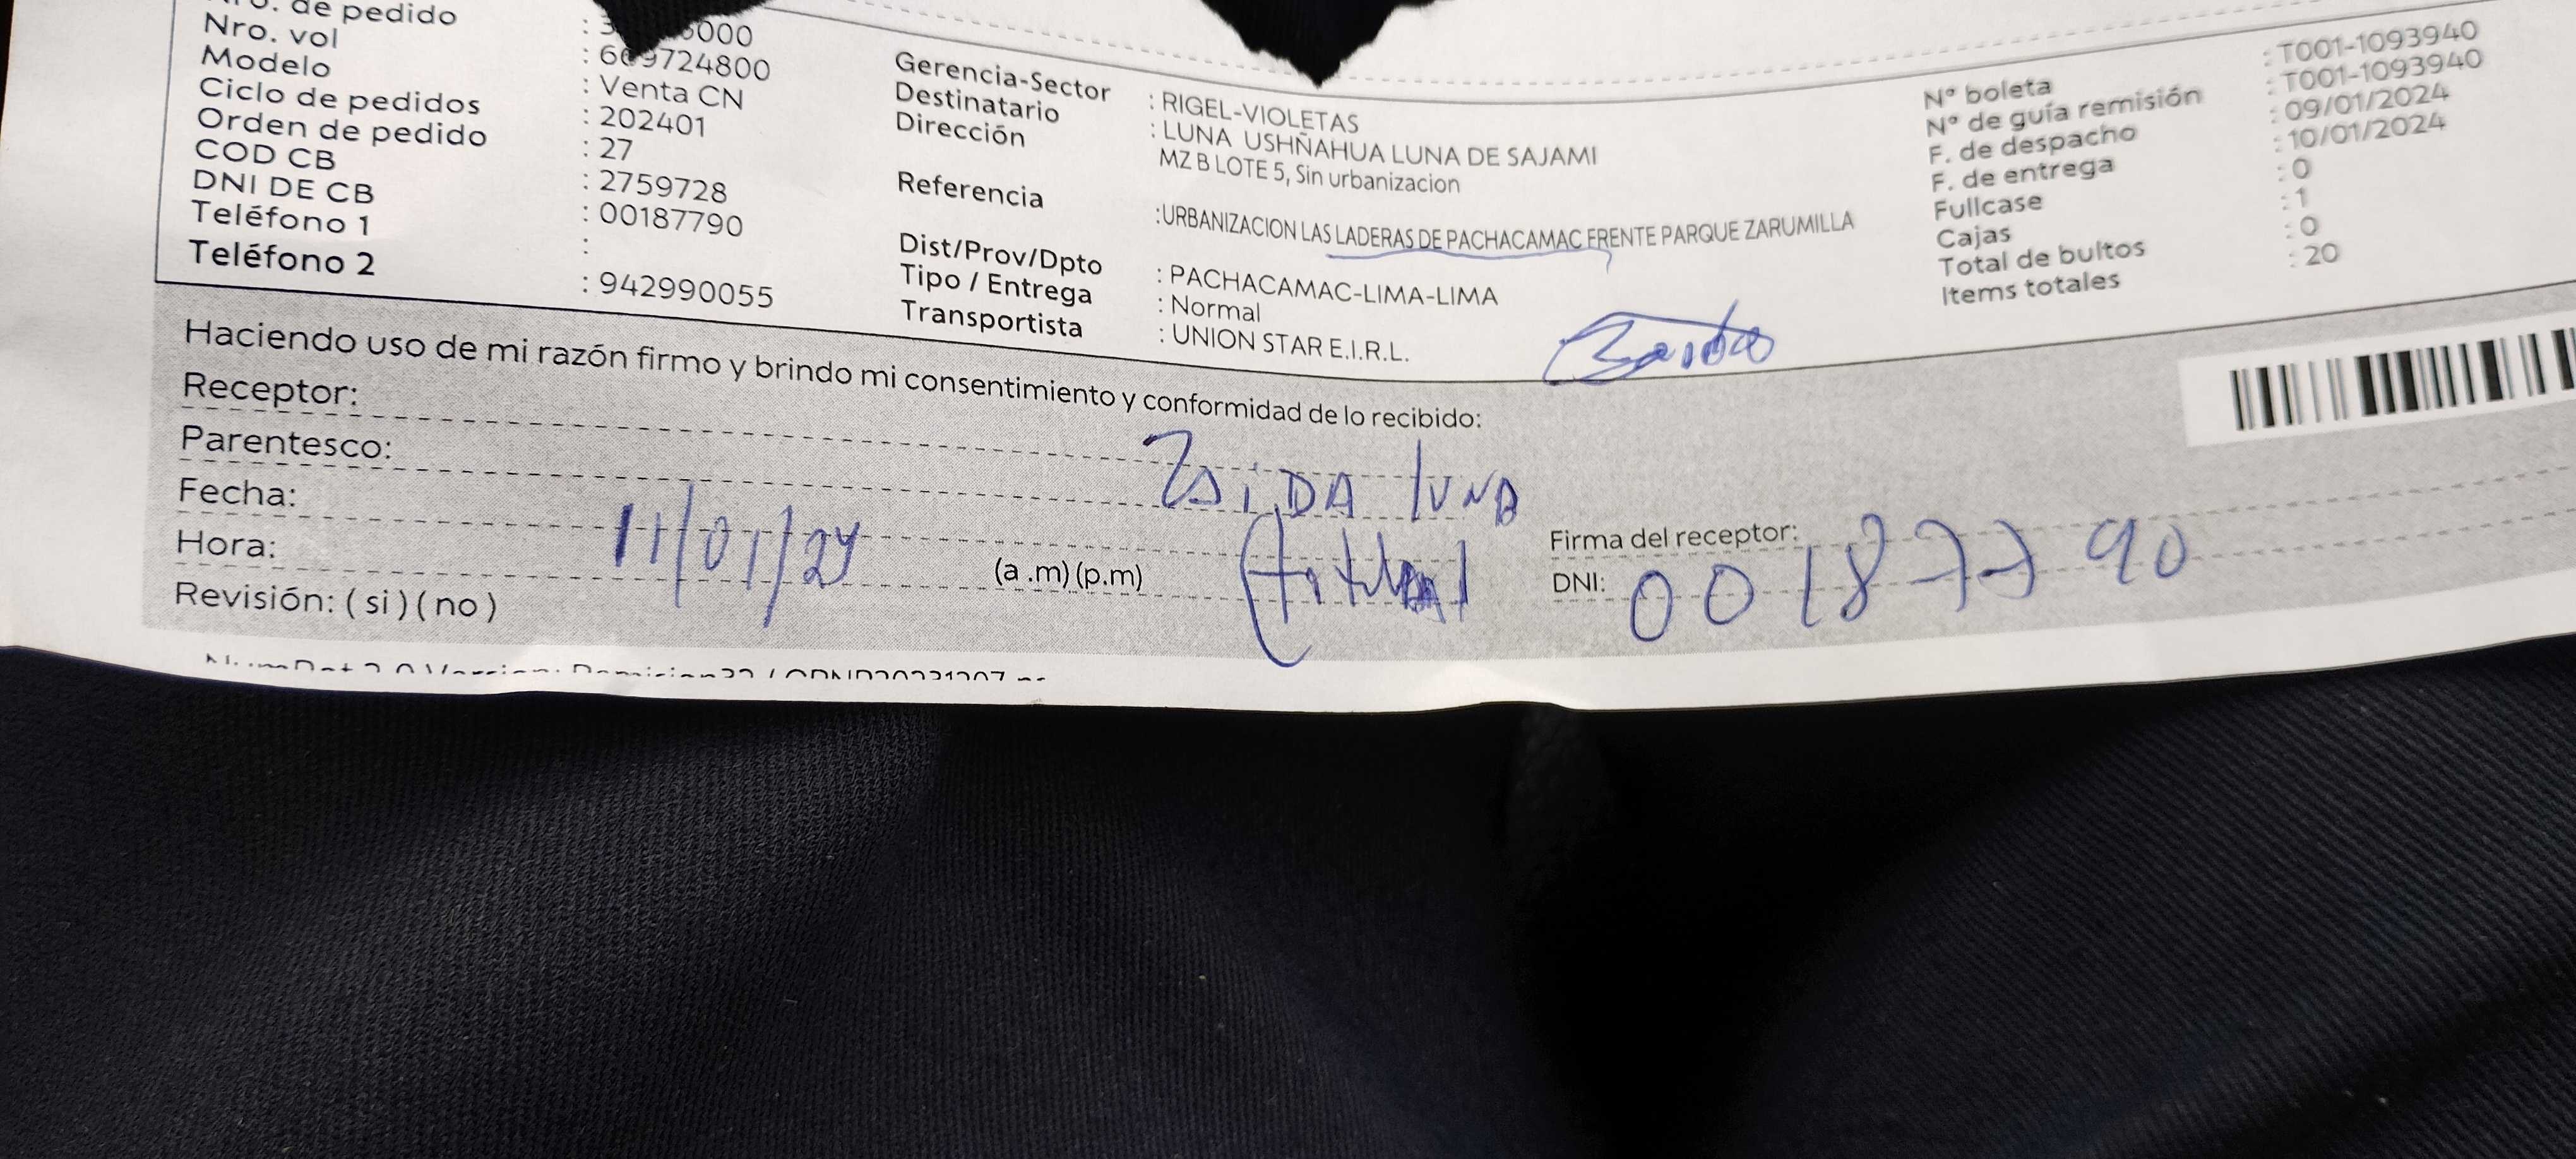 de pedido
Nro. vol : 000
Modelo : 669724800
Ciclo de pedidos : Venta CN
Orden de pedido : 202401
COD CB : 27
DNI DE CB : 2759728
Teléfono 1 : 00187790
Teléfono 2 :
: 942990055
Gerencia-Sector : RIGEL-VIOLETAS
Destinatario : LUNA USHÑAHUA LUNA DE SAJAMI
Dirección MZ B LOTE 5, Sin urbanizacion
Referencia :URBANIZACION LAS LADERAS DE PACHACAMAC FRENTE PARQUE ZARUMILLA
Dist/Prov/Dpto : PACHACAMAC-LIMA-LIMA
Tipo / Entrega : Normal
Transportista : UNION STAR E.I.R.L.
N° boleta : T001-1093940
N° de guía remisión : T001-1093940
F. de despacho : 09/01/2024
F. de entrega : 10/01/2024
Fullcase : 0
Cajas : 1
Total de bultos : 0
Items totales : 20
Haciendo uso de mi razón firmo y brindo mi consentimiento y conformidad de lo recibido:
Receptor:
Parentesco: ZSiDA luna
Fecha: 11/01/24
Hora: (a .m) (p.m) (titular
Revisión: ( si ) ( no )
Firma del receptor:
DNI: 00187790